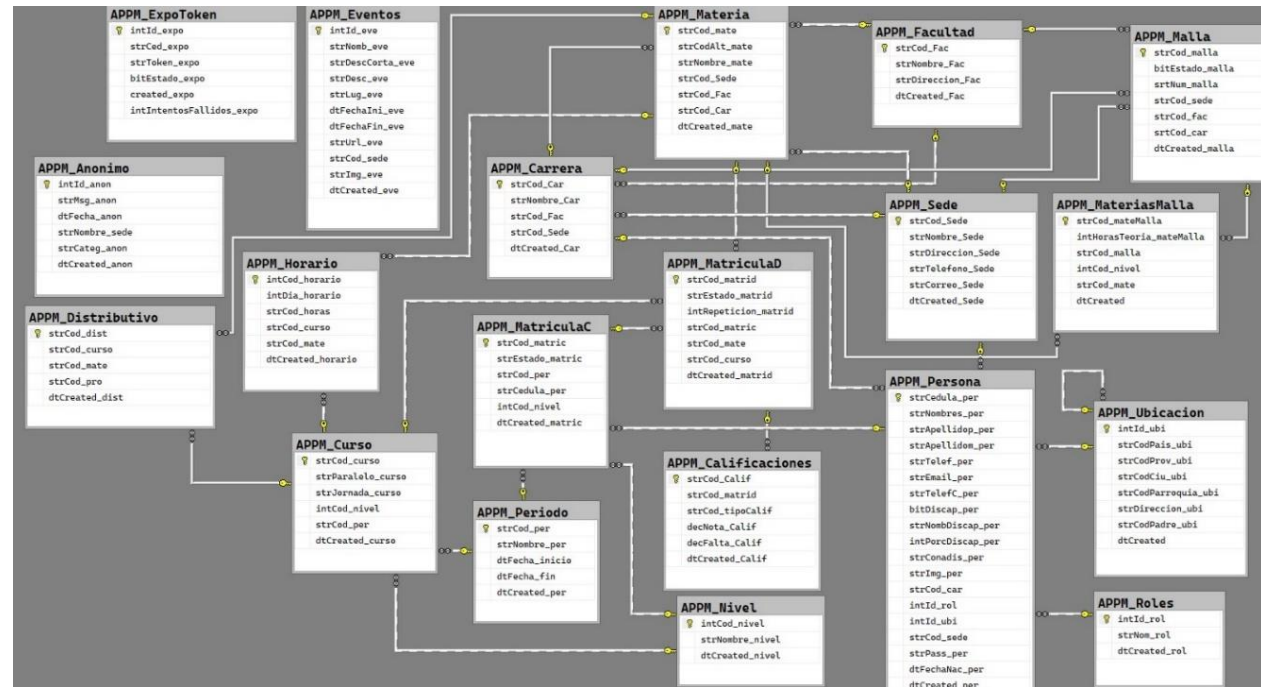 APPM_ExpoToken
intId_expo
strCed_expo
strToken_expo
bitEstado_expo
created_expo
intIntentosFallidos_expo
APPM_Eventos
intId_eve
strNomb_eve
strDescCorta_eve
strDesc_eve
strLug_eve
dtFechaIni_eve
dtFechaFin_eve
strUrl_eve
strCod_sede
strImg_eve
dtCreated_eve
APPM_Materia
strCod_mate
strCodAlt_mate
strNombre_mate
strCod_Sede
strCod_Fac
strCod_Car
dtCreated_mate
APPM_Facultad
strCod_Fac
strNombre_Fac
strDireccion_Fac
dtCreated_Fac
APPM_Malla
strCod_malla
bitEstado_malla
srtNum_malla
strCod_sede
strCod_fac
srtCod_car
dtCreated_malla
APPM_Anonimo
intId_anon
strMsg_anon
dtFecha_anon
strNombre_sede
strCateg_anon
dtCreated_anon
APPM_Carrera
strCod_Car
strNombre_Car
strCod_Fac
strCod_Sede
dtCreated_Car
APPM_Sede
strCod_Sede
strNombre_Sede
strDireccion_Sede
strTelefono_Sede
strCorreo_Sede
dtCreated_Sede
APPM_MateriasMalla
strCod_mateMalla
intHorasTeoria_mateMalla
strCod_malla
intCod_nivel
strCod_mate
dtCreated
APPM_Horario
intCod_horario
intDia_horario
strCod_horas
strCod_curso
strCod_mate
dtCreated_horario
APPM_MatriculaD
strCod_matrid
strEstado_matrid
intRepeticion_matrid
strCod_matric
strCod_mate
strCod_curso
dtCreated_matrid
APPM_Distributivo
strCod_dist
strCod_curso
strCod_mate
strCod_pro
dtCreated_dist
APPM_MatriculaC
strCod_matric
strEstado_matric
strCod_per
strCedula_per
intCod_nivel
dtCreated_matric
APPM_Persona
strCedula_per
strNombres_per
strApellidop_per
strApellidom_per
strTelef_per
strEmail_per
strTelefC_per
bitDiscap_per
strNombDiscap_per
intPorcDiscap_per
strConadis_per
strImg_per
strCod_car
intId_rol
intId_ubi
strCod_sede
strPass_per
dtFechaNac_per
dtCreated_per
APPM_Ubicacion
intId_ubi
strCodPais_ubi
strCodProv_ubi
strCodCiu_ubi
strCodParroquia_ubi
strDireccion_ubi
strCodPadre_ubi
dtCreated
APPM_Curso
strCod_curso
strParalelo_curso
strJornada_curso
intCod_nivel
strCod_per
dtCreated_curso
APPM_Calificaciones
strCod_Calif
strCod_matrid
strCod_tipoCalif
decNota_Calif
decFalta_Calif
dtCreated_Calif
APPM_Periodo
strCod_per
strNombre_per
dtFecha_inicio
dtFecha_fin
dtCreated_per
APPM_Nivel
intCod_nivel
strNombre_nivel
dtCreated_nivel
APPM_Roles
intId_rol
strNom_rol
dtCreated_rol